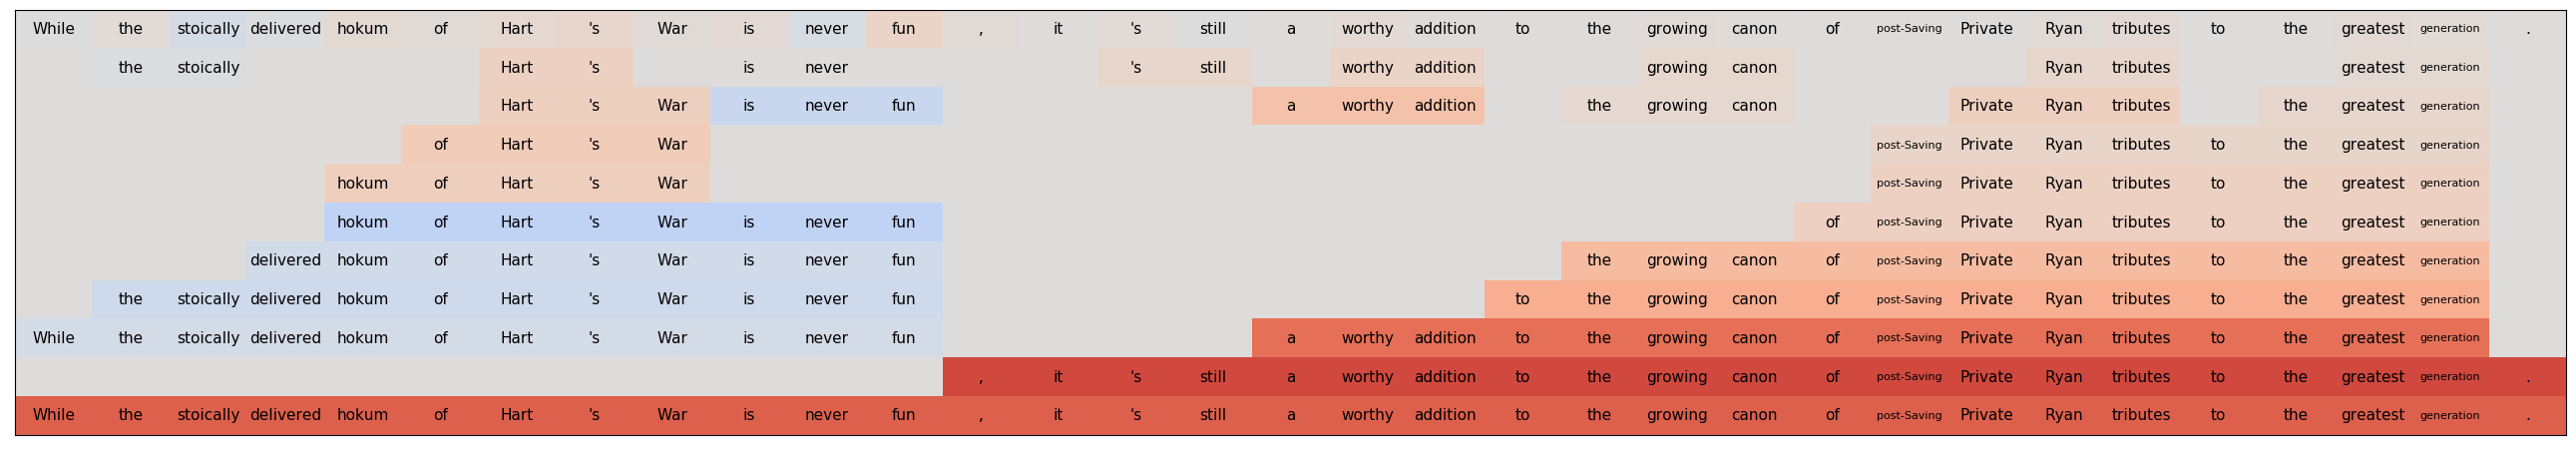 While the stoically delivered hokum of Hart 's War is never fun , it 's still a worthy addition to the growing canon of post-Saving Private Ryan tributes to the greatest generation .
the stoically Hart 's is never 's still worthy addition growing canon Ryan tributes greatest generation
Hart 's War is never fun a worthy addition the growing canon Private Ryan tributes the greatest generation
of Hart 's War post-Saving Private Ryan tributes to the greatest generation
hokum of Hart 's War post-Saving Private Ryan tributes to the greatest generation
hokum of Hart 's War is never fun of post-Saving Private Ryan tributes to the greatest generation
delivered hokum of Hart 's War is never fun the growing canon of post-Saving Private Ryan tributes to the greatest generation
the stoically delivered hokum of Hart 's War is never fun to the growing canon of post-Saving Private Ryan tributes to the greatest generation
While the stoically delivered hokum of Hart 's War is never fun a worthy addition to the growing canon of post-Saving Private Ryan tributes to the greatest generation
, it 's still a worthy addition to the growing canon of post-Saving Private Ryan tributes to the greatest generation .
While the stoically delivered hokum of Hart 's War is never fun , it 's still a worthy addition to the growing canon of post-Saving Private Ryan tributes to the greatest generation .